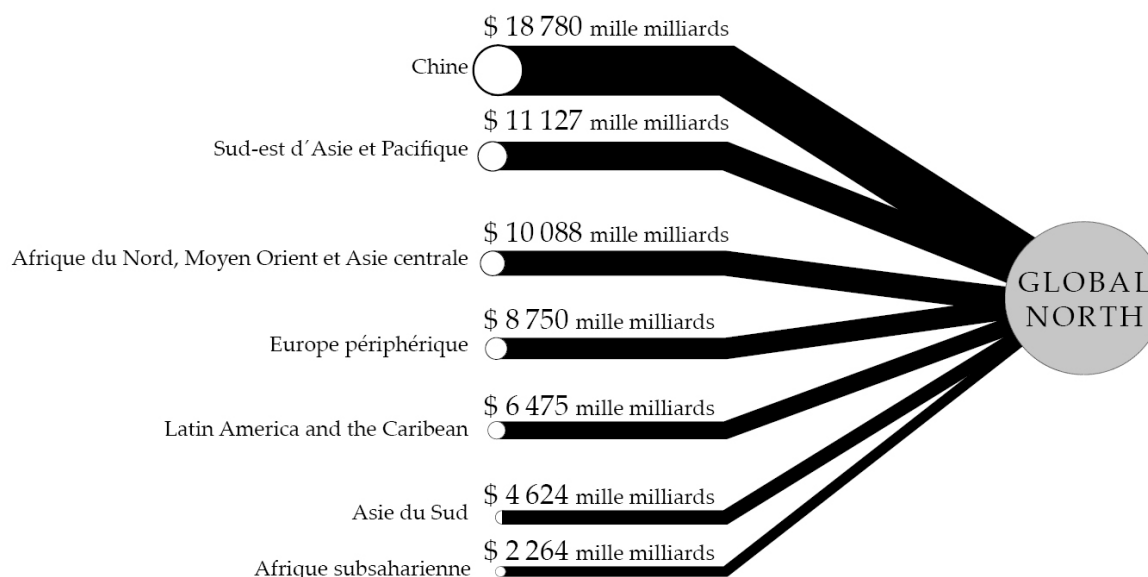 $ 18 780 mille milliards
Chine
$ 11 127 mille milliards
Sud-est d´Asie et Pacifique
$ 10 088 mille milliards
Afrique du Nord, Moyen Orient et Asie centrale
$ 8 750 mille milliards
Europe périphérique
$ 6 475 mille milliards
Latin America and the Caribean
$ 4 624 mille milliards
Asie du Sud
$ 2 264 mille milliards
Afrique subsaharienne
GLOBAL
NORTH